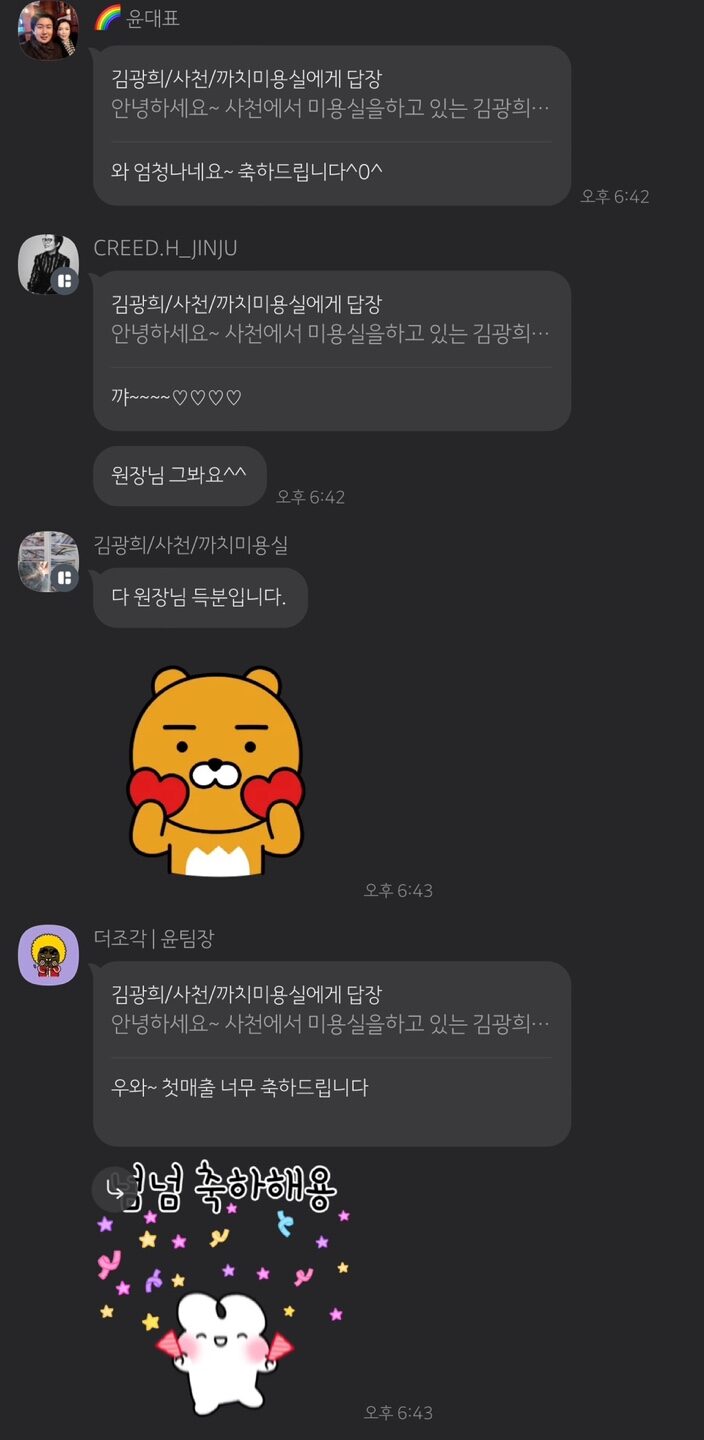 🌈 윤대표
김광희/사천/까치미용실에게 답장
안녕하세요~ 사천에서 미용실을하고 있는 김광희…
와 엄청나네요~ 축하드립니다^0^
오후 6:42
CREED.H_JINJU
김광희/사천/까치미용실에게 답장
안녕하세요~ 사천에서 미용실을하고 있는 김광희…
꺄~~~~♡♡♡♡
원장님 그봐요^^
오후 6:42
김광희/사천/까치미용실
다 원장님 득분입니다.
오후 6:43
더조각 | 윤팀장
김광희/사천/까치미용실에게 답장
안녕하세요~ 사천에서 미용실을하고 있는 김광희…
우와~ 첫매출 너무 축하드립니다
넘넘 축하해용
오후 6:43